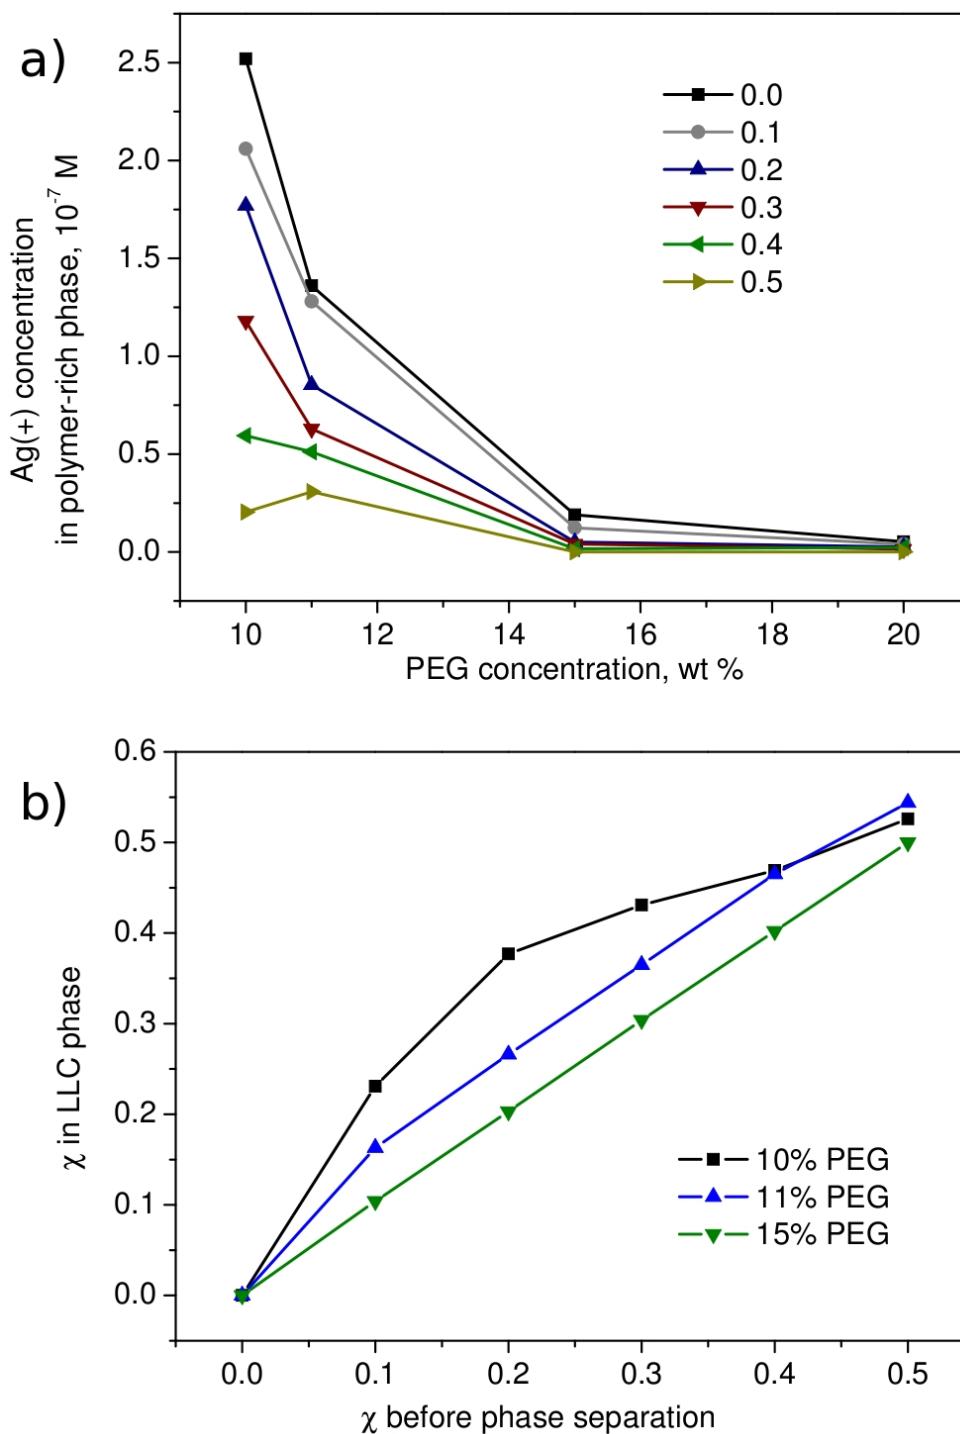 a)
Ag(+) concentration
in polymer-rich phase, 10⁻⁷ M
2.5
2.0
1.5
1.0
0.5
0.0
0.0
0.1
0.2
0.3
0.4
0.5
10 12 14 16 18 20
PEG concentration, wt %
b)
χ in LLC phase
0.6
0.5
0.4
0.3
0.2
0.1
0.0
10% PEG
11% PEG
15% PEG
0.0 0.1 0.2 0.3 0.4 0.5
χ before phase separation